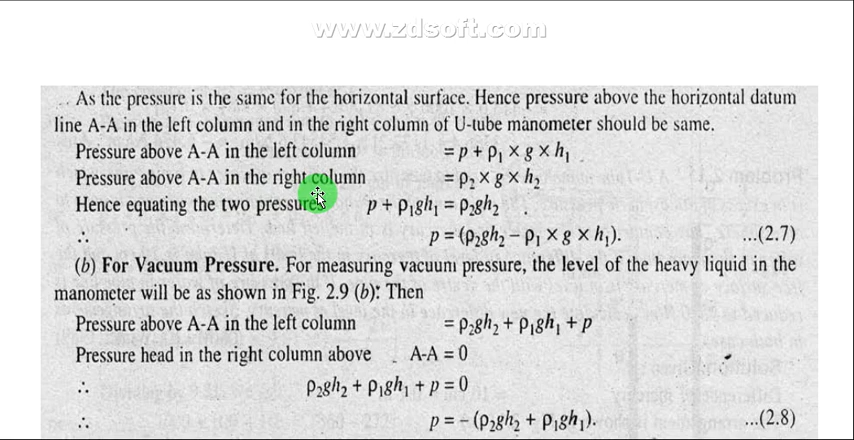 www.zdsoft.com
As the pressure is the same for the horizontal surface. Hence pressure above the horizontal datum
line A-A in the left column and in the right column of U-tube manometer should be same.
Pressure above A-A in the left column = p + ρ₁ × g × h₁
Pressure above A-A in the right column = ρ₂ × g × h₂
Hence equating the two pressures p + ρ₁gh₁ = ρ₂gh₂
∴ p = (ρ₂gh₂ – ρ₁ × g × h₁). ...(2.7)
(b) For Vacuum Pressure. For measuring vacuum pressure, the level of the heavy liquid in the
manometer will be as shown in Fig. 2.9 (b): Then
Pressure above A-A in the left column = ρ₂gh₂ + ρ₁gh₁ + p
Pressure head in the right column above A-A = 0
∴ ρ₂gh₂ + ρ₁gh₁ + p = 0
∴ p = – (ρ₂gh₂ + ρ₁gh₁). ...(2.8)